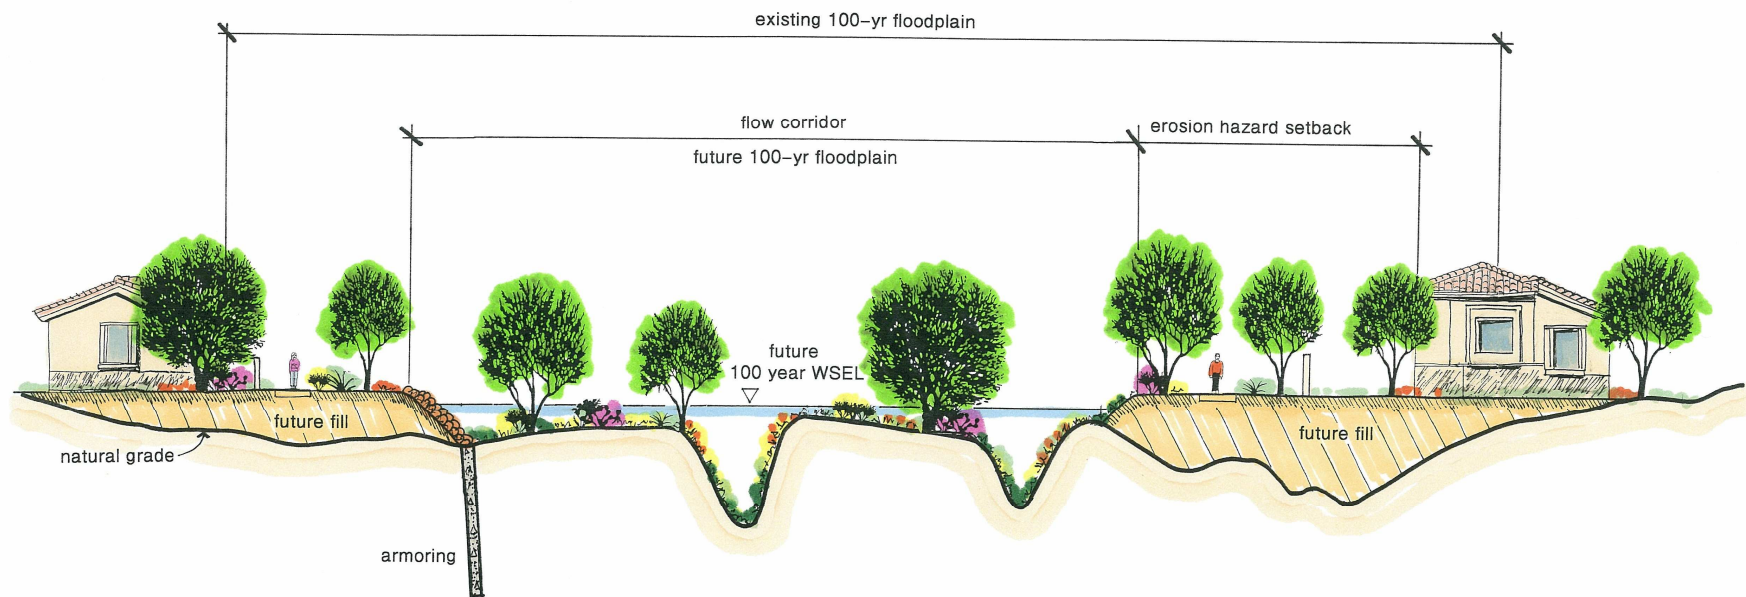 existing 100-yr floodplain
flow corridor
erosion hazard setback
future 100-yr floodplain
future
100 year WSEL
future fill
future fill
natural grade
armoring